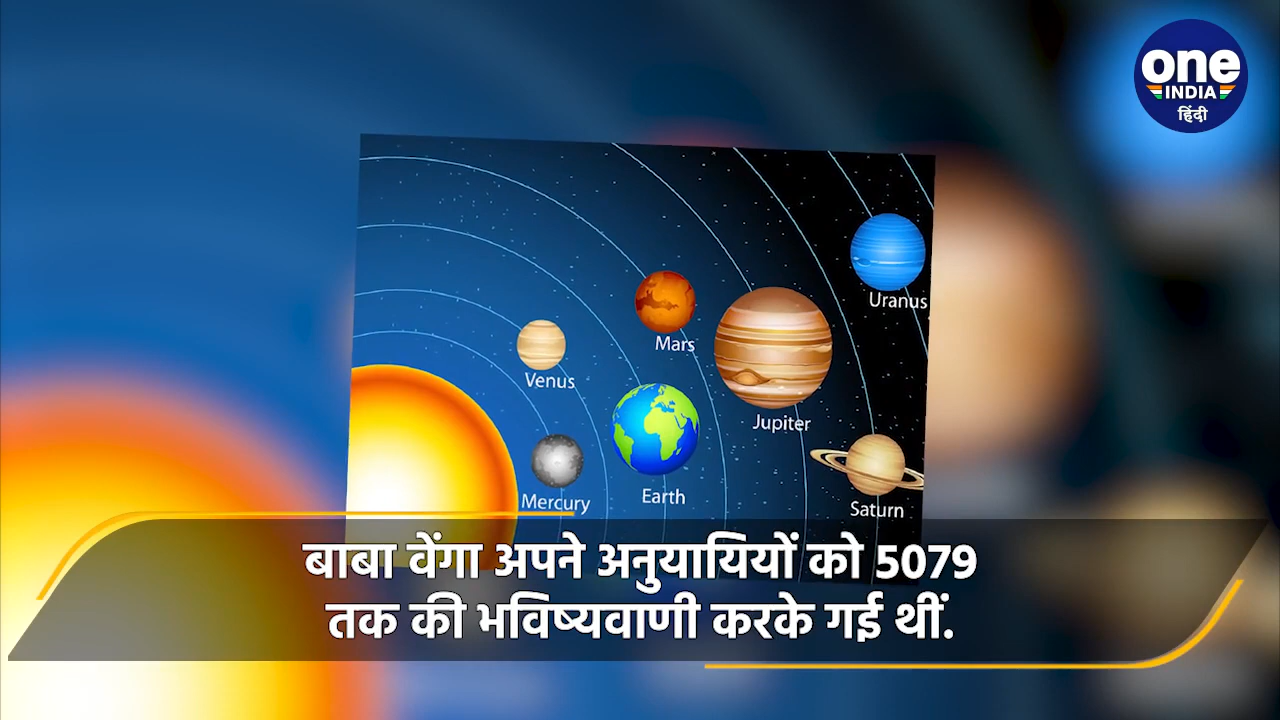 one
INDIA
हिंदी
Uranus
Mars
Venus
Jupiter
Mercury
Earth
Saturn
बाबा वेंगा अपने अनुयायियों को 5079
तक की भविष्यवाणी करके गई थीं.